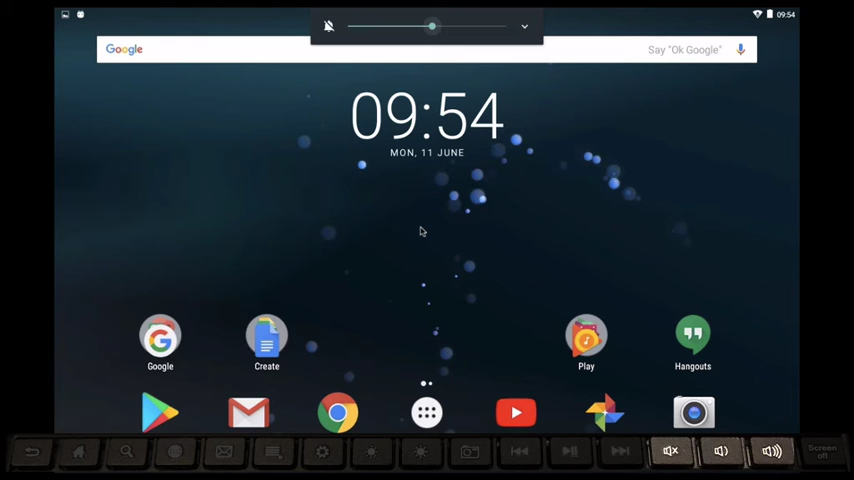 09:54
Google Say "Ok Google"
09:54
MON, 11 JUNE
Google Create Play Hangouts
Screen
off